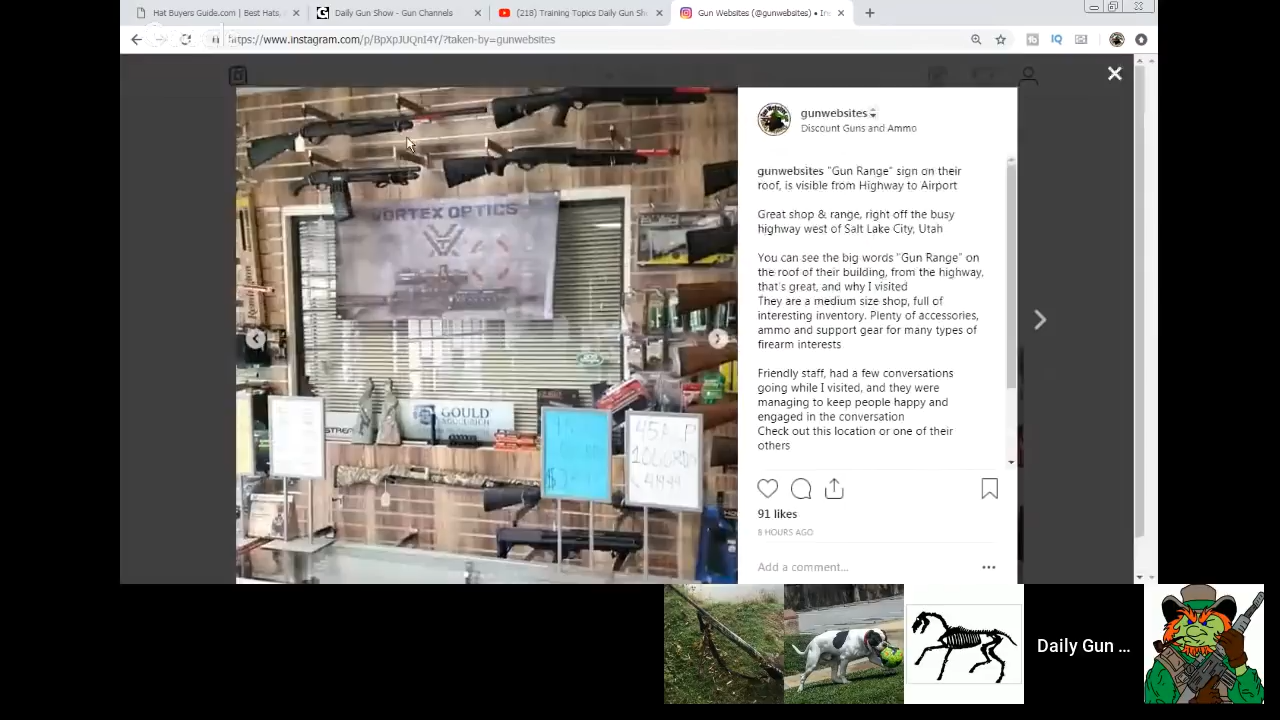 Hat Buyers Guide.com | Best Hats,
Daily Gun Show - Gun Channels
(218) Training Topics Daily Gun Sh
Gun Websites (@gunwebsites) • In
https://www.instagram.com/p/BpXpJUQnI4Y/?taken-by=gunwebsites
gunwebsites
Discount Guns and Ammo
gunwebsites "Gun Range" sign on their
roof, is visible from Highway to Airport
Great shop & range, right off the busy
highway west of Salt Lake City, Utah
You can see the big words "Gun Range" on
the roof of their building, from the highway,
that's great, and why I visited
They are a medium size shop, full of
interesting inventory. Plenty of accessories,
ammo and support gear for many types of
firearm interests
Friendly staff, had a few conversations
going while I visited, and they were
managing to keep people happy and
engaged in the conversation
Check out this location or one of their
others
91 likes
8 HOURS AGO
Add a comment...
VORTEX OPTICS
GOULD
Daily Gun ...